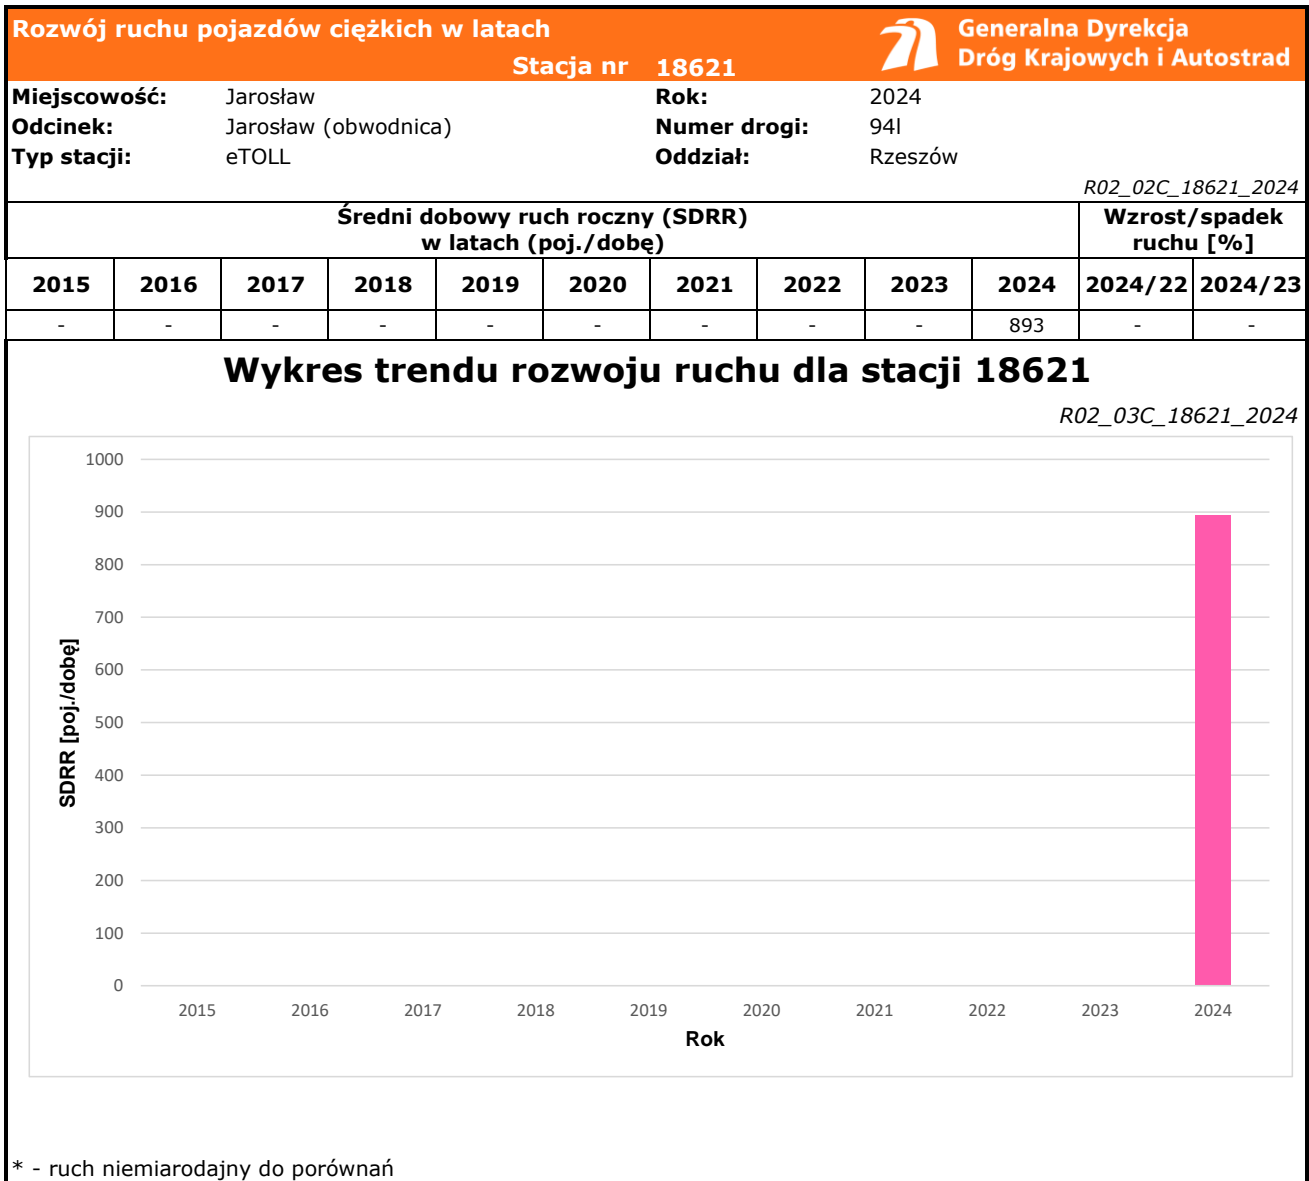 Rozwój ruchu pojazdów ciężkich w latach
Stacja nr 18621
Generalna Dyrekcja
Dróg Krajowych i Autostrad
Miejscowość: Jarosław Rok: 2024
Odcinek: Jarosław (obwodnica) Numer drogi: 94l
Typ stacji: eTOLL Oddział: Rzeszów
R02_02C_18621_2024
Średni dobowy ruch roczny (SDRR)
w latach (poj./dobę)
Wzrost/spadek
ruchu [%]
2015 2016 2017 2018 2019 2020 2021 2022 2023 2024 2024/22 2024/23
- - - - - - - - - 893 - -
Wykres trendu rozwoju ruchu dla stacji 18621
R02_03C_18621_2024
SDRR [poj./dobę]
1000
900
800
700
600
500
400
300
200
100
0
2015 2016 2017 2018 2019 2020 2021 2022 2023 2024
Rok
* - ruch niemiarodajny do porównań